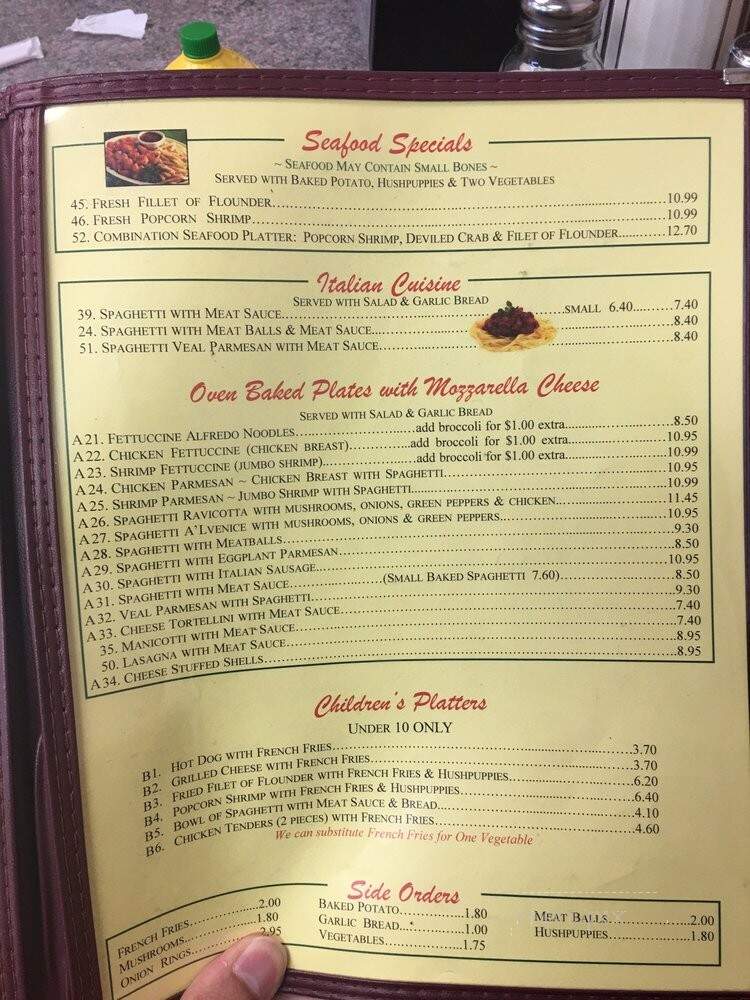 Seafood Specials
~ Seafood May Contain Small Bones ~
Served with Baked Potato, Hushpuppies & Two Vegetables
45. Fresh Fillet of Flounder...10.99
46. Fresh Popcorn Shrimp...10.99
52. Combination Seafood Platter: Popcorn Shrimp, Deviled Crab & Filet of Flounder...12.70
Italian Cuisine
Served with Salad & Garlic Bread
39. Spaghetti with Meat Sauce...small 6.40...7.40
24. Spaghetti with Meat Balls & Meat Sauce...8.40
51. Spaghetti Veal Parmesan with Meat Sauce...8.40
Oven Baked Plates with Mozzarella Cheese
Served with Salad & Garlic Bread
A21. Fettuccine Alfredo Noodles...add broccoli for $1.00 extra...8.50
A22. Chicken Fettuccine (chicken breast)...add broccoli for $1.00 extra...10.95
A23. Shrimp Fettuccine (jumbo shrimp)...add broccoli for $1.00 extra...10.99
A24. Chicken Parmesan ~ Chicken Breast with Spaghetti...10.95
A25. Shrimp Parmesan ~ Jumbo Shrimp with Spaghetti...10.99
A26. Spaghetti Ravicotta with mushrooms, onions, green peppers & chicken...11.45
A27. Spaghetti A'Lvenice with mushrooms, onions & green peppers...10.95
A28. Spaghetti with Meatballs...9.30
A29. Spaghetti with Eggplant Parmesan...8.50
A30. Spaghetti with Italian Sausage...10.95
A31. Spaghetti with Meat Sauce...(Small Baked Spaghetti 7.60)...8.50
A32. Veal Parmesan with Spaghetti...9.30
A33. Cheese Tortellini with Meat Sauce...7.40
35. Manicotti with Meat Sauce...7.40
50. Lasagna with Meat Sauce...8.95
A34. Cheese Stuffed Shells...8.95
Children's Platters
Under 10 ONLY
B1. Hot Dog with French Fries...3.70
B2. Grilled Cheese with French Fries...3.70
B3. Fried Filet of Flounder with French Fries & Hushpuppies...6.20
B4. Popcorn Shrimp with French Fries & Hushpuppies...6.40
B5. Bowl of Spaghetti with Meat Sauce & Bread...4.10
B6. Chicken Tenders (2 pieces) with French Fries...4.60
We can substitute French Fries for One Vegetable
Side Orders
French Fries...2.00
Mushrooms...1.80
Onion Rings...2.95
Baked Potato...1.80
Garlic Bread...1.00
Vegetables...1.75
Meat Balls...2.00
Hushpuppies...1.80